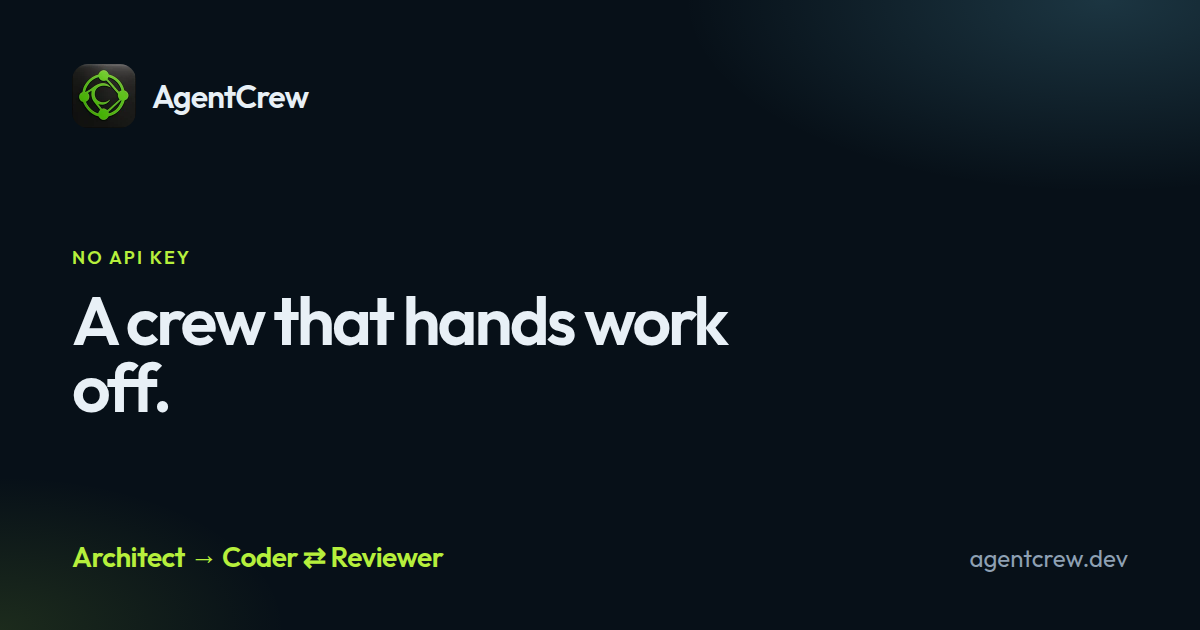 AgentCrew
NO API KEY
A crew that hands work
off.
Architect → Coder ⇄ Reviewer
agentcrew.dev